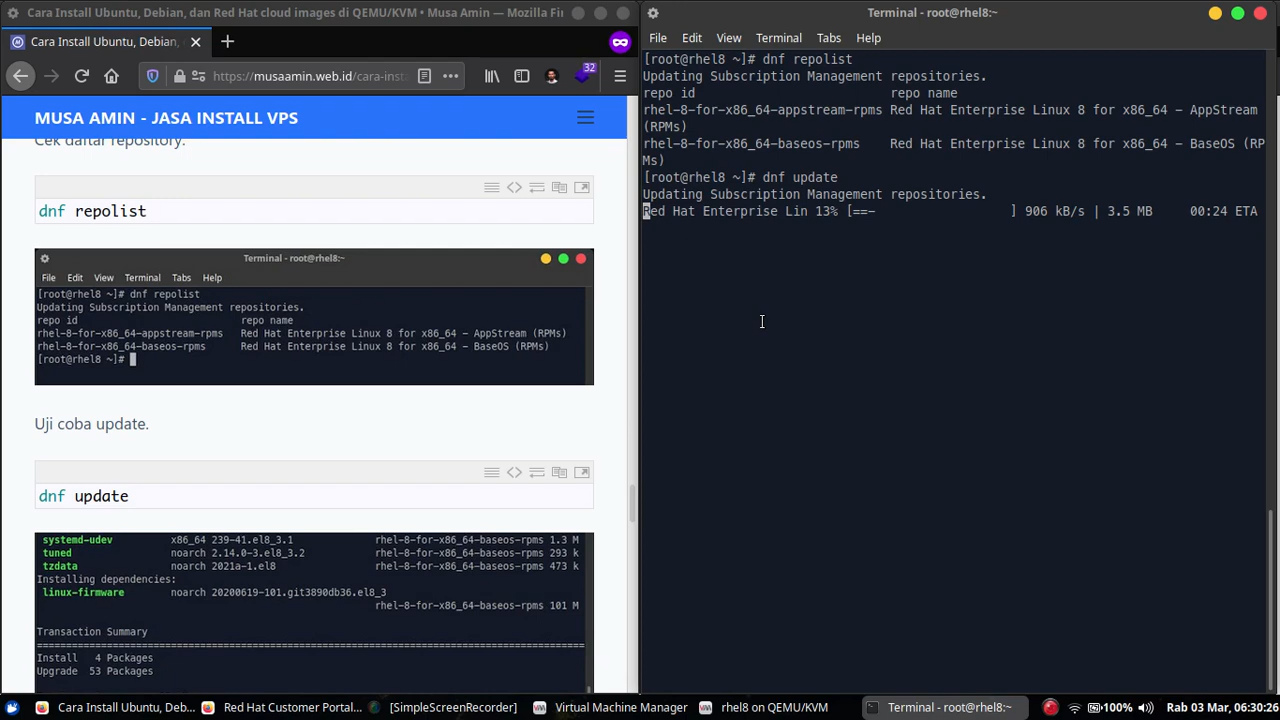 Cara Install Ubuntu, Debian, dan Red Hat cloud images di QEMU/KVM • Musa Amin — Mozilla Fi
Cara Install Ubuntu, Debian,
https://musaamin.web.id/cara-inst
32
MUSA AMIN - JASA INSTALL VPS
Cek daftar repository.
dnf repolist
Terminal - root@rhel8:~
File Edit View Terminal Tabs Help
[root@rhel8 ~]# dnf repolist
Updating Subscription Management repositories.
repo id repo name
rhel-8-for-x86_64-appstream-rpms Red Hat Enterprise Linux 8 for x86_64 - AppStream (RPMs)
rhel-8-for-x86_64-baseos-rpms Red Hat Enterprise Linux 8 for x86_64 - BaseOS (RPMs)
[root@rhel8 ~]#
Uji coba update.
dnf update
systemd-udev x86_64 239-41.el8_3.1 rhel-8-for-x86_64-baseos-rpms 1.3 M
tuned noarch 2.14.0-3.el8_3.2 rhel-8-for-x86_64-baseos-rpms 293 k
tzdata noarch 2021a-1.el8 rhel-8-for-x86_64-baseos-rpms 473 k
Installing dependencies:
linux-firmware noarch 20200619-101.git3890db36.el8_3
rhel-8-for-x86_64-baseos-rpms 101 M
Transaction Summary
================================================================================
Install 4 Packages
Upgrade 53 Packages
Terminal - root@rhel8:~
File Edit View Terminal Tabs Help
[root@rhel8 ~]# dnf repolist
Updating Subscription Management repositories.
repo id repo name
rhel-8-for-x86_64-appstream-rpms Red Hat Enterprise Linux 8 for x86_64 - AppStream
(RPMs)
rhel-8-for-x86_64-baseos-rpms Red Hat Enterprise Linux 8 for x86_64 - BaseOS (RP
Ms)
[root@rhel8 ~]# dnf update
Updating Subscription Management repositories.
Red Hat Enterprise Lin 13% [==- ] 906 kB/s | 3.5 MB 00:24 ETA
Cara Install Ubuntu, Deb... Red Hat Customer Portal... [SimpleScreenRecorder] Virtual Machine Manager rhel8 on QEMU/KVM Terminal - root@rhel8:~ 100% Rab 03 Mar, 06:30:26